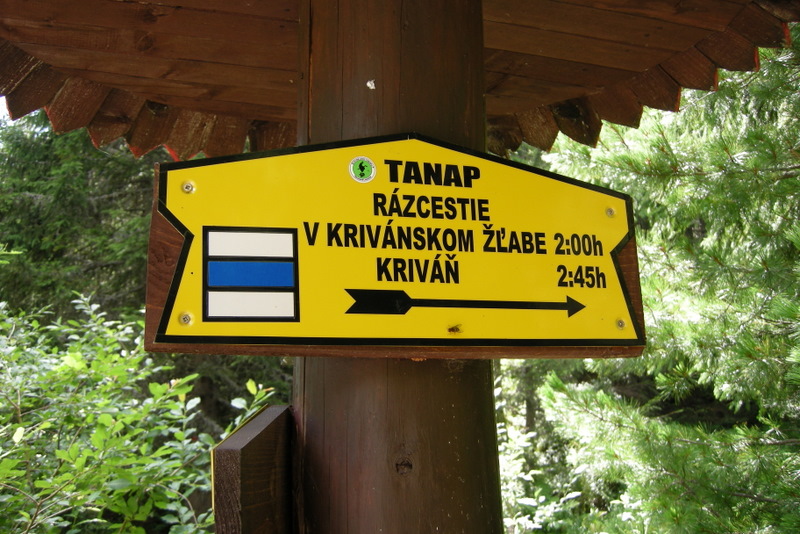 TANAP
RÁZCESTIE
V KRIVÁNSKOM ŽĽABE 2:00h
KRIVÁŇ 2:45h